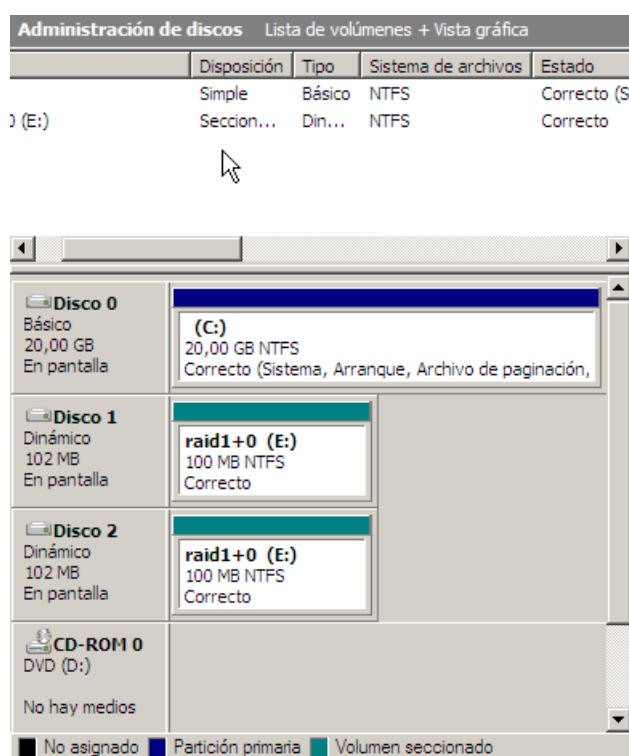 Administración de discos Lista de volúmenes + Vista gráfica
Disposición Tipo Sistema de archivos Estado
Simple Básico NTFS Correcto (S
(E:) Seccion... Din... NTFS Correcto
Disco 0
Básico
20,00 GB
En pantalla
(C:)
20,00 GB NTFS
Correcto (Sistema, Arranque, Archivo de paginación,
Disco 1
Dinámico
102 MB
En pantalla
raid1+0 (E:)
100 MB NTFS
Correcto
Disco 2
Dinámico
102 MB
En pantalla
raid1+0 (E:)
100 MB NTFS
Correcto
CD-ROM 0
DVD (D:)
No hay medios
No asignado Partición primaria Volumen seccionado